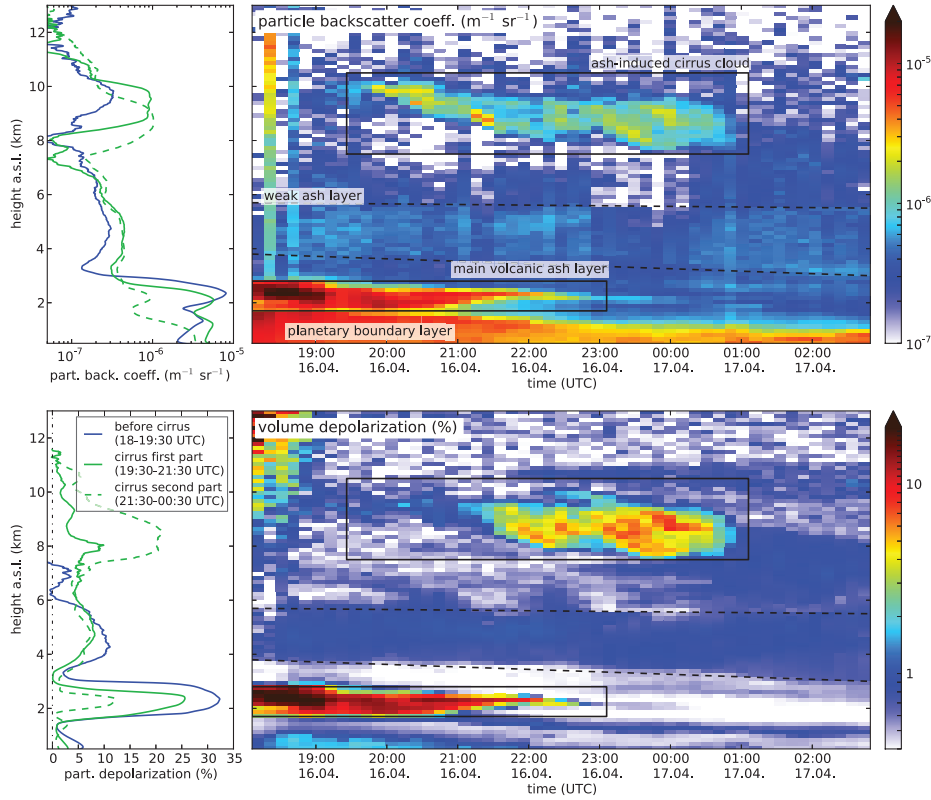 12
10
8
6
4
2
height a.s.l. (km)
10⁻⁷
10⁻⁶
10⁻⁵
part. back. coeff. (m⁻¹ sr⁻¹)
particle backscatter coeff. (m⁻¹ sr⁻¹)
ash-induced cirrus cloud
weak ash layer
main volcanic ash layer
planetary boundary layer
19:00 20:00 21:00 22:00 23:00 00:00 01:00 02:00
16.04. 16.04. 16.04. 16.04. 16.04. 17.04. 17.04. 17.04.
time (UTC)
10⁻⁵
10⁻⁶
10⁻⁷
before cirrus
(18-19:30 UTC)
cirrus first part
(19:30-21:30 UTC)
cirrus second part
(21:30-00:30 UTC)
12
10
8
6
4
2
height a.s.l. (km)
0 5 10 15 20 25 30 35
part. depolarization (%)
volume depolarization (%)
19:00 20:00 21:00 22:00 23:00 00:00 01:00 02:00
16.04. 16.04. 16.04. 16.04. 16.04. 17.04. 17.04. 17.04.
time (UTC)
10
1